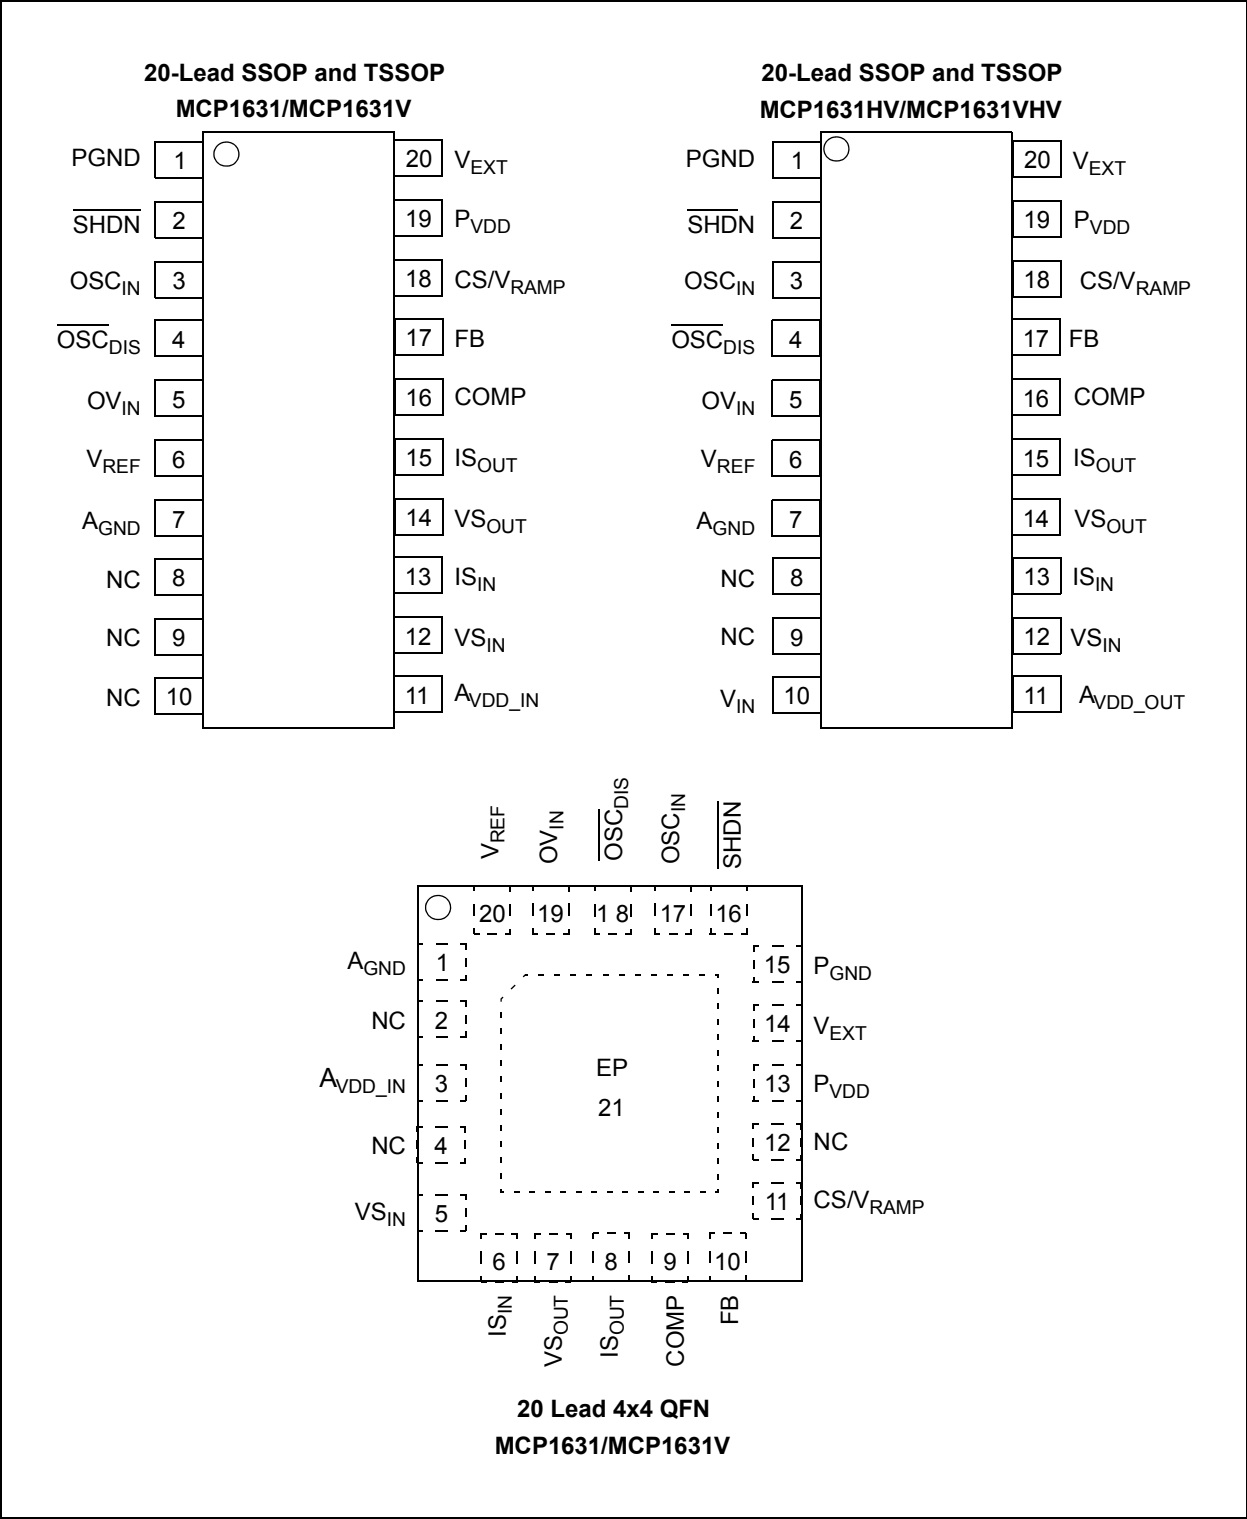 20-Lead SSOP and TSSOP
MCP1631/MCP1631V
PGND 1
SHDN 2
OSCIN 3
OSCDIS 4
OVIN 5
VREF 6
AGND 7
NC 8
NC 9
NC 10
20 VEXT
19 PVDD
18 CS/VRAMP
17 FB
16 COMP
15 ISOUT
14 VSOUT
13 ISIN
12 VSIN
11 AVDD_IN
20-Lead SSOP and TSSOP
MCP1631HV/MCP1631VHV
PGND 1
SHDN 2
OSCIN 3
OSCDIS 4
OVIN 5
VREF 6
AGND 7
NC 8
NC 9
VIN 10
20 VEXT
19 PVDD
18 CS/VRAMP
17 FB
16 COMP
15 ISOUT
14 VSOUT
13 ISIN
12 VSIN
11 AVDD_OUT
VREF
OVIN
OSCDIS
OSCIN
SHDN
20 19 1 8 17 16
AGND 1
NC 2
AVDD_IN 3
NC 4
VSIN 5
EP
21
15 PGND
14 VEXT
13 PVDD
12 NC
11 CS/VRAMP
6 7 8 9 10
ISIN
VSOUT
ISOUT
COMP
FB
20 Lead 4x4 QFN
MCP1631/MCP1631V